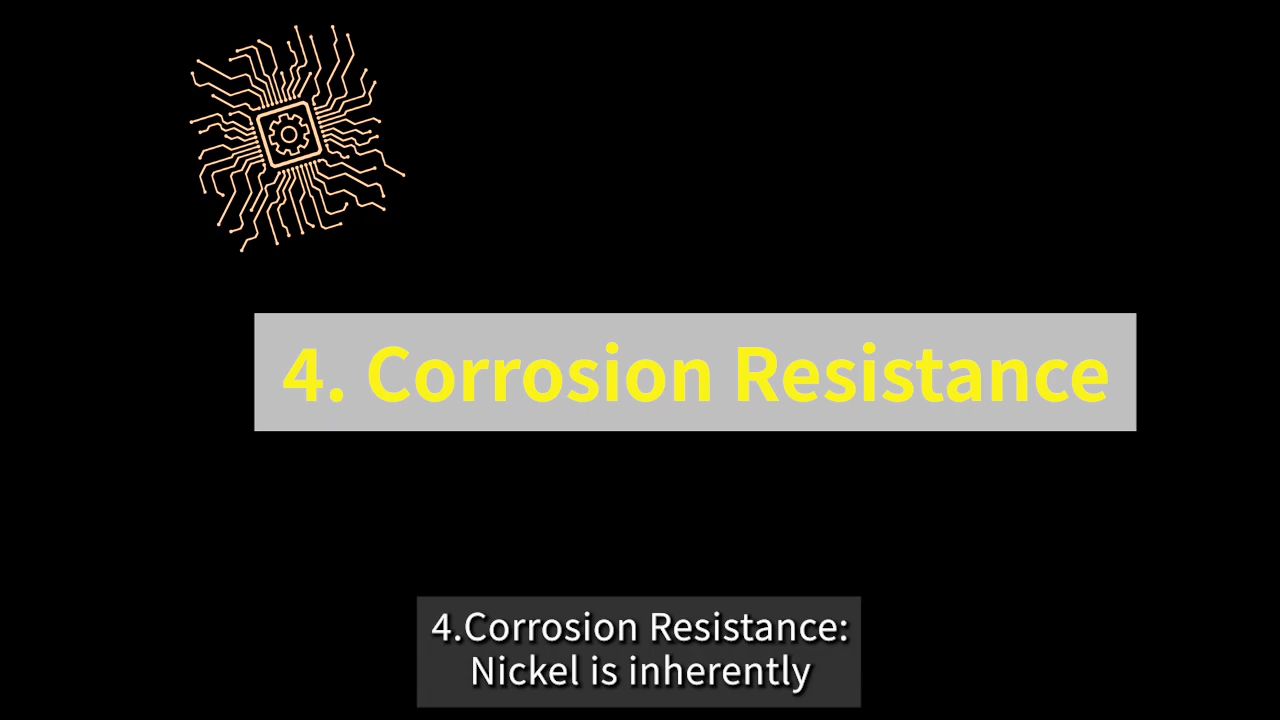 4. Corrosion Resistance
4.Corrosion Resistance:
Nickel is inherently